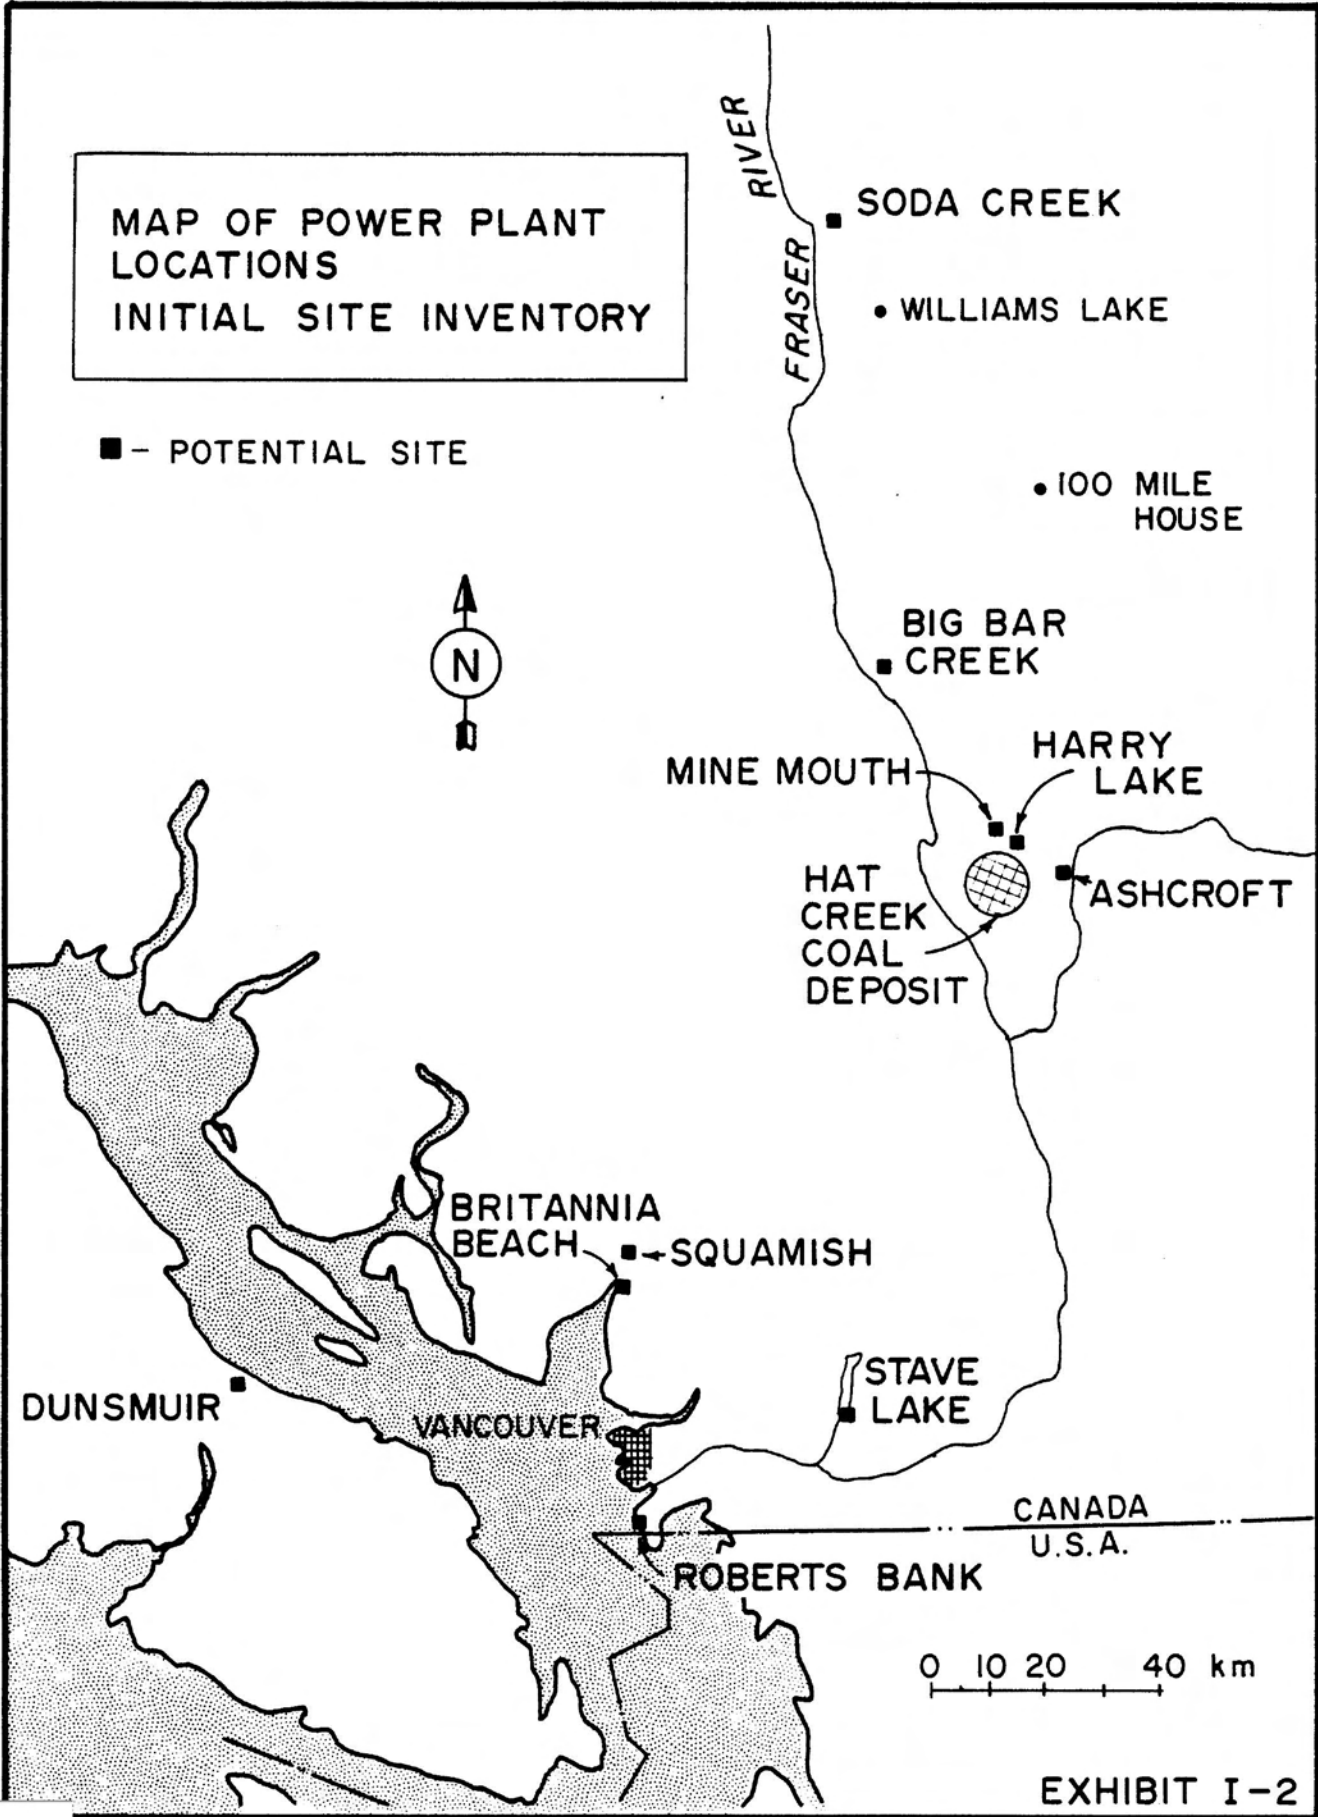 RIVER
FRASER
SODA CREEK
MAP OF POWER PLANT
LOCATIONS
INITIAL SITE INVENTORY
• WILLIAMS LAKE
■ - POTENTIAL SITE
• 100 MILE
HOUSE
N
BIG BAR
CREEK
HARRY
LAKE
MINE MOUTH
HAT
CREEK
COAL
DEPOSIT
ASHCROFT
BRITANNIA
BEACH
SQUAMISH
DUNSMUIR
VANCOUVER
STAVE
LAKE
CANADA
U.S.A.
ROBERTS BANK
0 10 20 40 km
EXHIBIT I-2